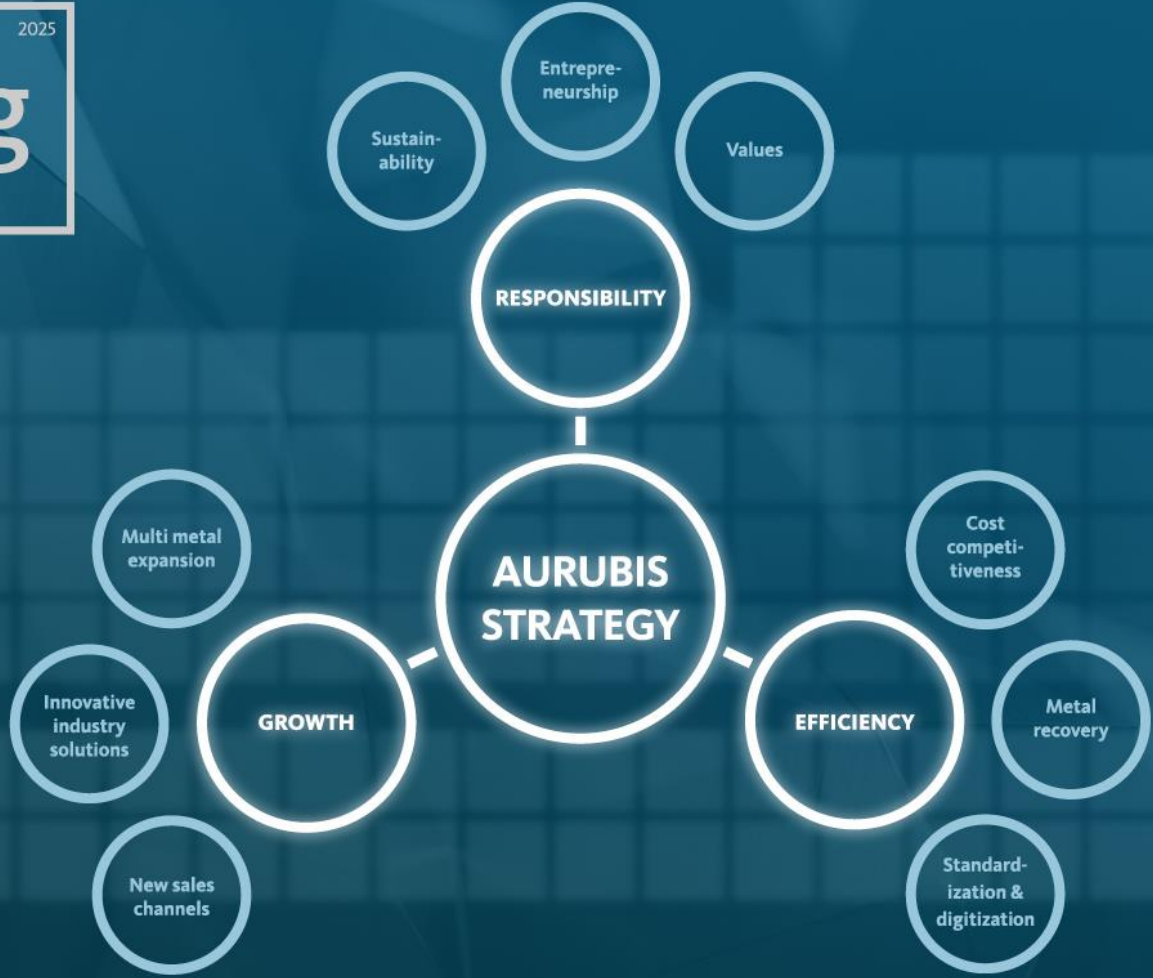 2025
g
Entrepre-
neurship
Sustain-
ability
Values
RESPONSIBILITY
AURUBIS
STRATEGY
Multi metal
expansion
Innovative
industry
solutions
GROWTH
New sales
channels
Cost
competi-
tiveness
EFFICIENCY
Metal
recovery
Standard-
ization &
digitization